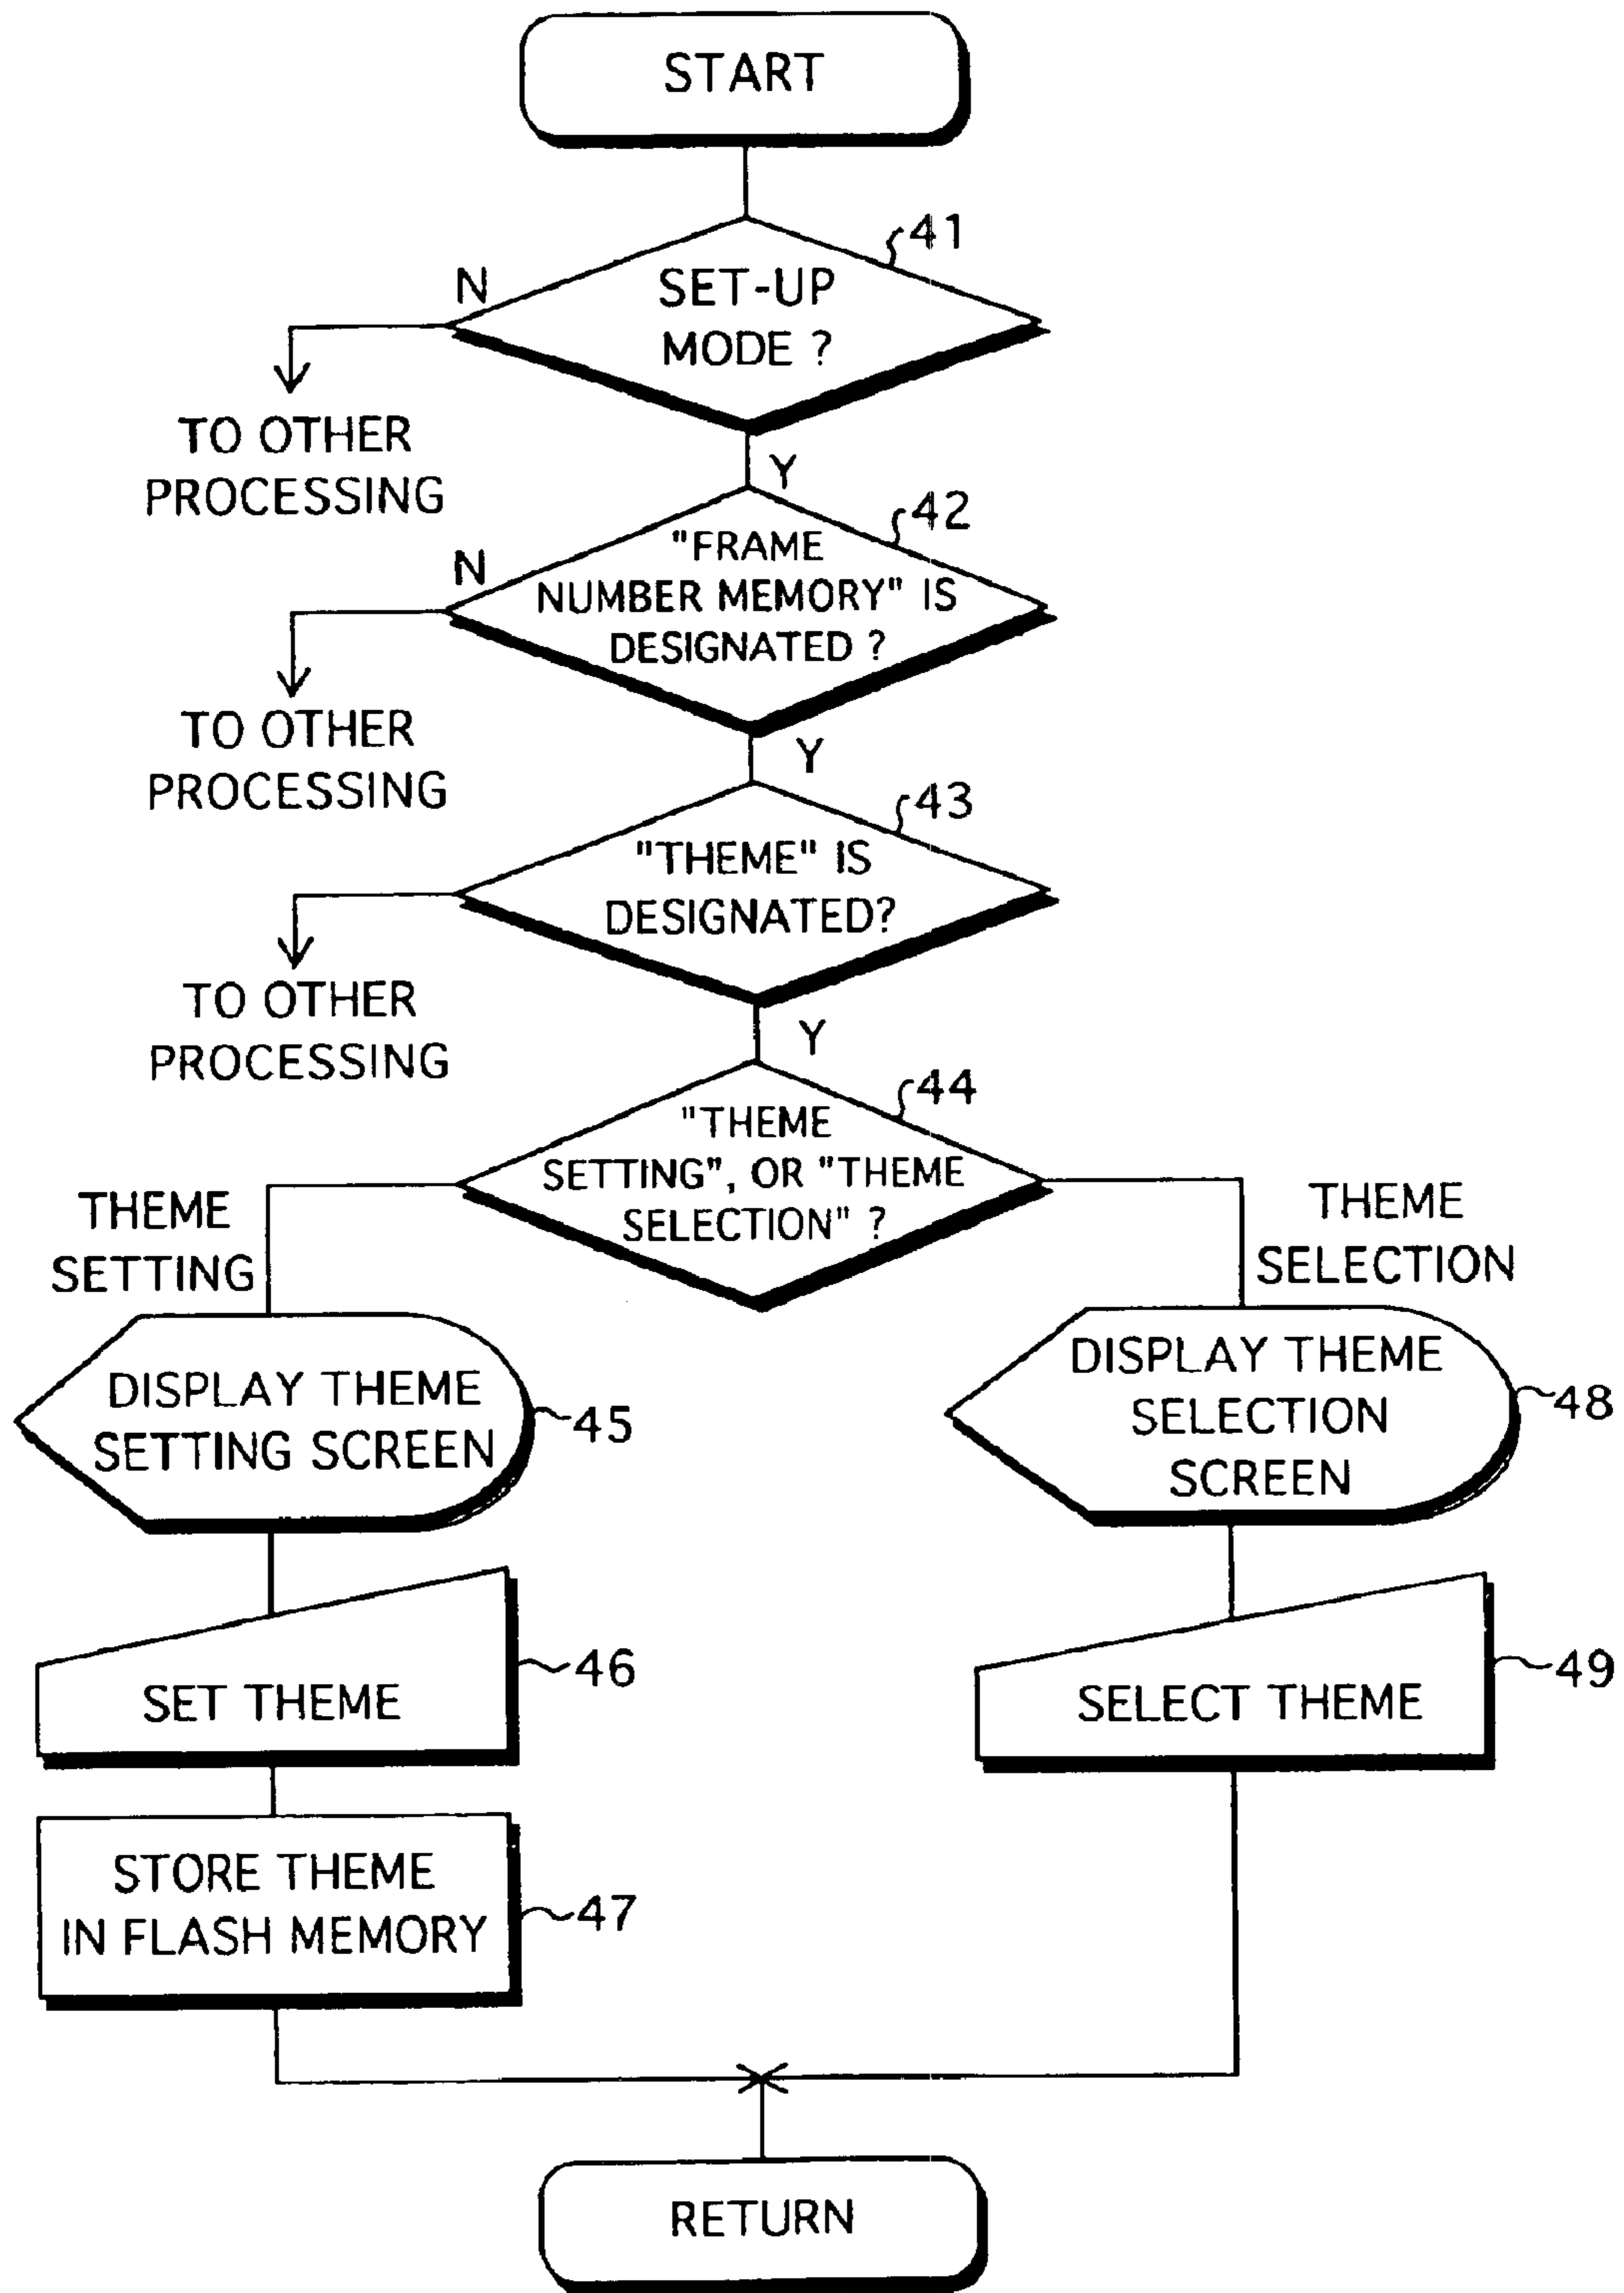 START
41
N
SET-UP
MODE ?
TO OTHER
PROCESSING
Y
42
N
"FRAME
NUMBER MEMORY" IS
DESIGNATED ?
TO OTHER
PROCESSING
Y
43
"THEME" IS
DESIGNATED?
TO OTHER
PROCESSING
Y
44
"THEME
SETTING", OR "THEME
SELECTION" ?
THEME
SETTING
THEME
SELECTION
DISPLAY THEME
SETTING SCREEN
45
DISPLAY THEME
SELECTION
SCREEN
48
SET THEME
46
SELECT THEME
49
STORE THEME
IN FLASH MEMORY
47
RETURN